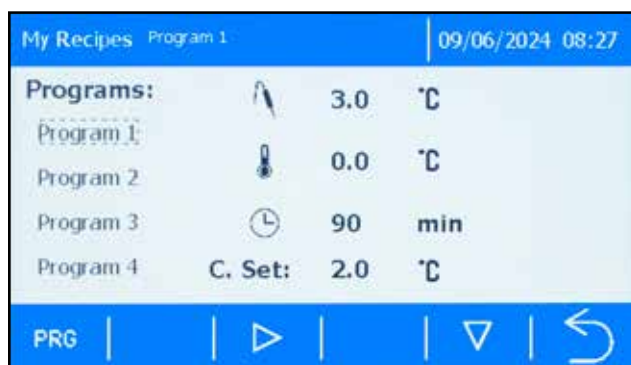 My Recipes Program 1 09/06/2024 08:27
Programs: 3.0 °C
Program 1
Program 2 0.0 °C
Program 3 90 min
Program 4 C. Set: 2.0 °C
PRG